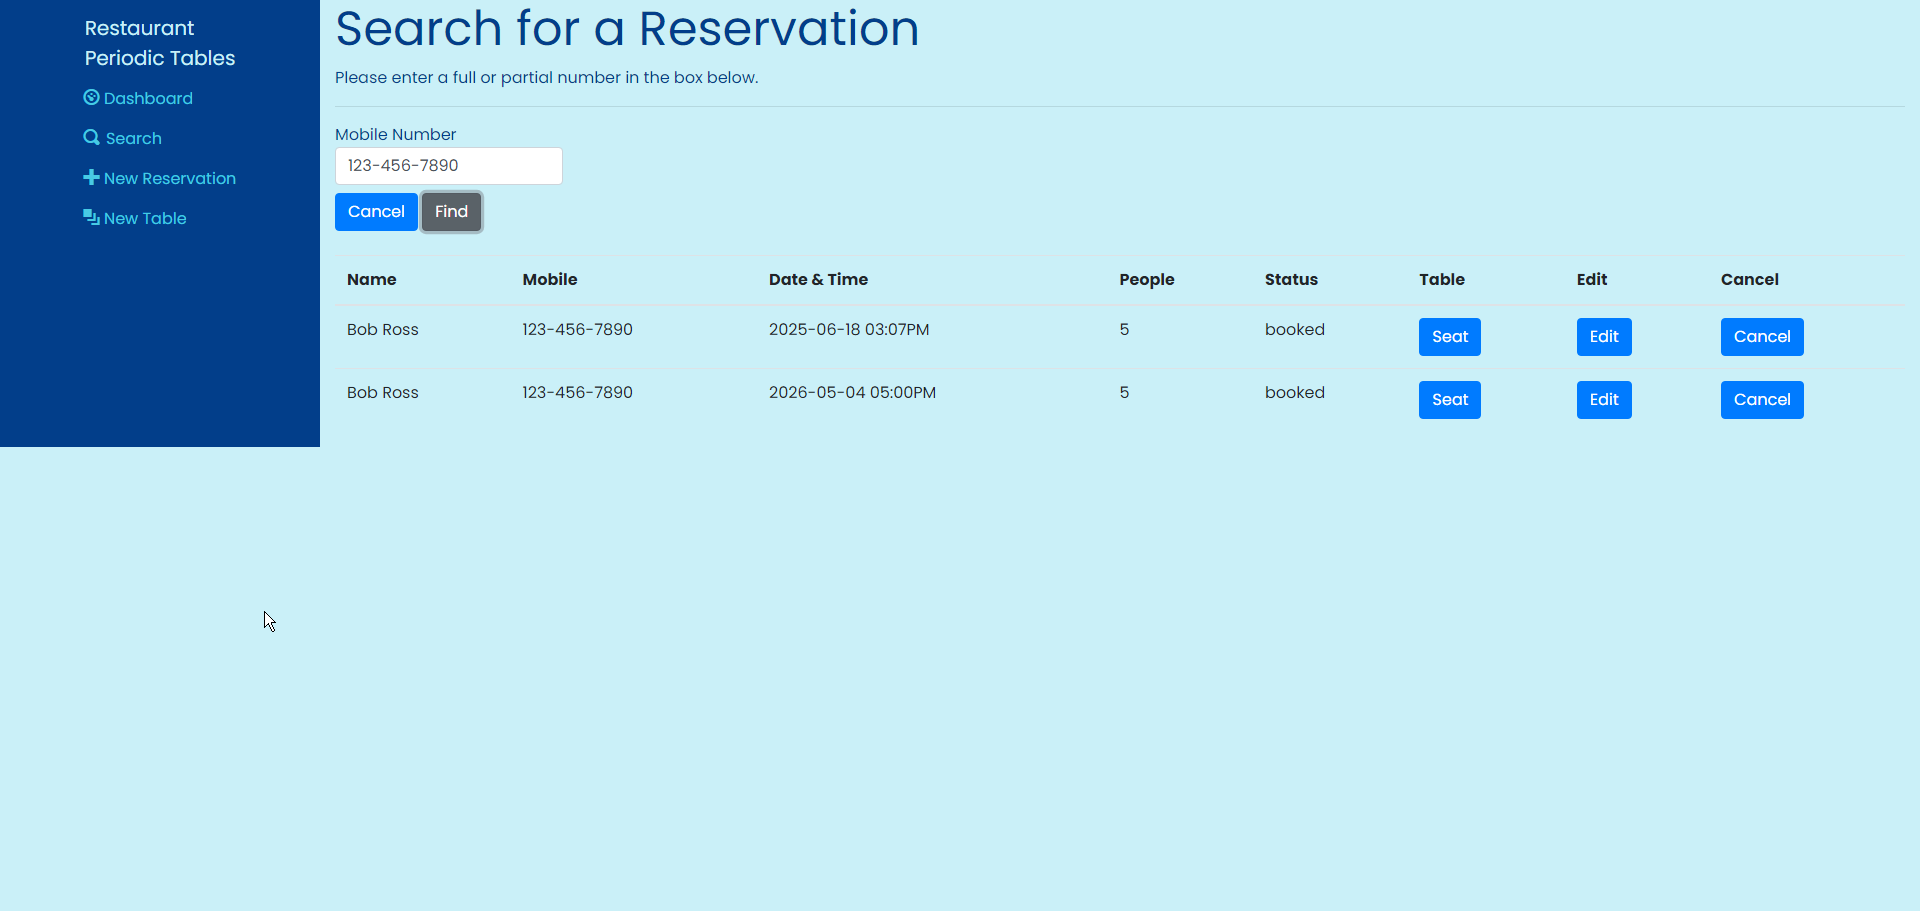 Restaurant
Periodic Tables
Dashboard
Search
New Reservation
New Table
Search for a Reservation
Please enter a full or partial number in the box below.
Mobile Number
123-456-7890
Cancel Find
Name Mobile Date & Time People Status Table Edit Cancel
Bob Ross 123-456-7890 2025-06-18 03:07PM 5 booked Seat Edit Cancel
Bob Ross 123-456-7890 2026-05-04 05:00PM 5 booked Seat Edit Cancel